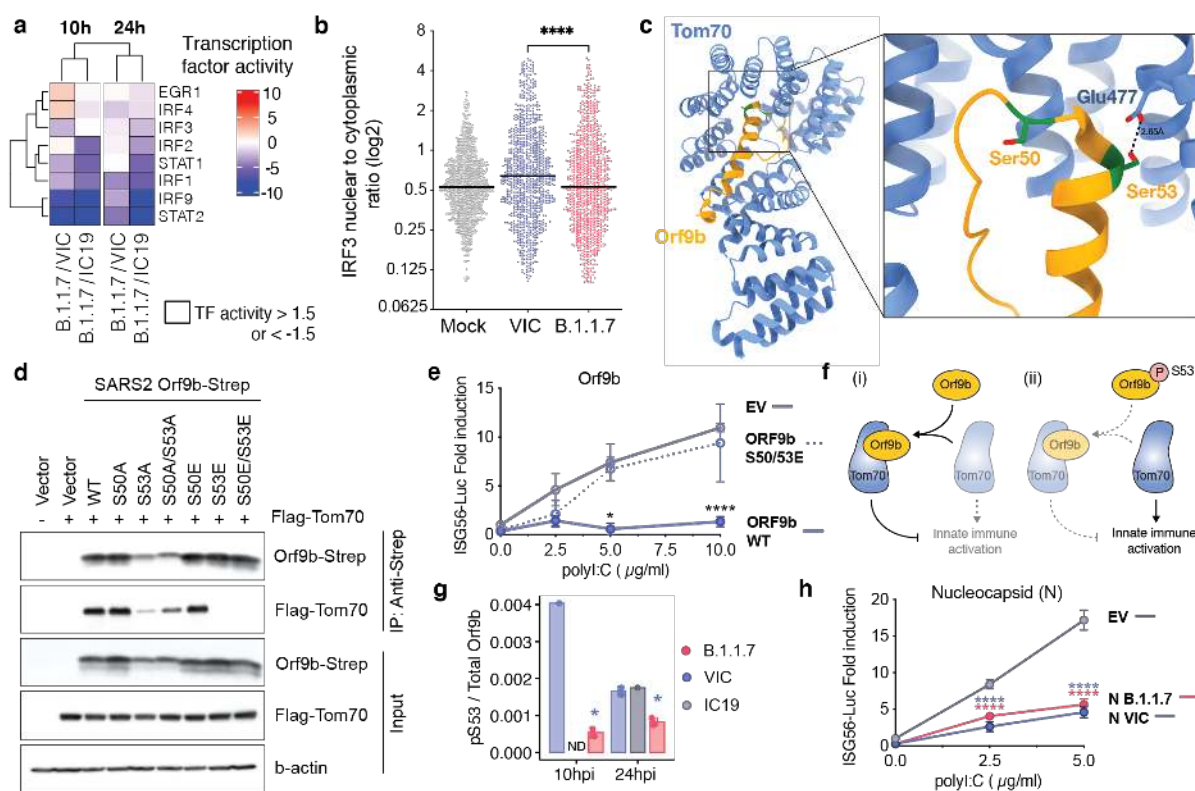 a
10h 24h
Transcription
factor activity
EGR1
IRF4
IRF3
IRF2
STAT1
IRF1
IRF9
STAT2
10
5
0
-5
-10
B.1.1.7 / VIC
B.1.1.7 / IC19
B.1.1.7 / VIC
B.1.1.7 / IC19
TF activity > 1.5
or < -1.5
b
****
IRF3 nuclear to cytoplasmic
ratio (log2)
8
4
2
1
0.5
0.25
0.125
0.0625
Mock VIC B.1.1.7
c
Tom70
Orf9b
Glu477
2.65Å
Ser50
Ser53
d
SARS2 Orf9b-Strep
Vector
Vector
WT
S50A
S53A
S50A/S53A
S50E
S53E
S50E/S53E
- + + + + + + + + Flag-Tom70
Orf9b-Strep
Flag-Tom70
IP: Anti-Strep
Orf9b-Strep
Flag-Tom70
b-actin
Input
e
Orf9b
ISG56-Luc Fold induction
15
10
5
0
0.0 2.5 5.0 7.5 10.0
polyI:C ( µg/ml)
* ****
EV
ORF9b
S50/53E
ORF9b
WT
f
(i) (ii)
Orf9b
Orf9b
Tom70
Tom70
Innate immune
activation
Orf9b
P
S53
Orf9b
Tom70
Tom70
Innate immune
activation
g
pS53 / Total Orf9b
0.004
0.003
0.002
0.001
0.000
ND
* *
10hpi 24hpi
B.1.1.7
VIC
IC19
h
Nucleocapsid (N)
ISG56-Luc Fold induction
20
15
10
5
0
0.0 2.5 5.0
polyI:C ( µg/ml)
**** ****
**** ****
EV
N B.1.1.7
N VIC